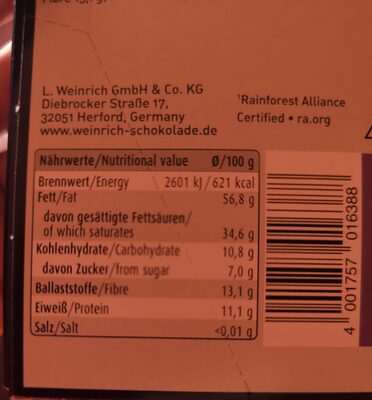 L. Weinrich GmbH & Co. KG
Diebrocker Straße 17,
32051 Herford, Germany
www.weinrich-schokolade.de
¹Rainforest Alliance
Certified • ra.org
Nährwerte/Nutritional value Ø/100 g
Brennwert/Energy 2601 kJ/621 kcal
Fett/Fat 56,8 g
davon gesättigte Fettsäuren/
of which saturates 34,6 g
Kohlenhydrate/Carbohydrate 10,8 g
davon Zucker/from sugar 7,0 g
Ballaststoffe/Fibre 13,1 g
Eiweiß/Protein 11,1 g
Salz/Salt <0,01 g
4 001757 016388